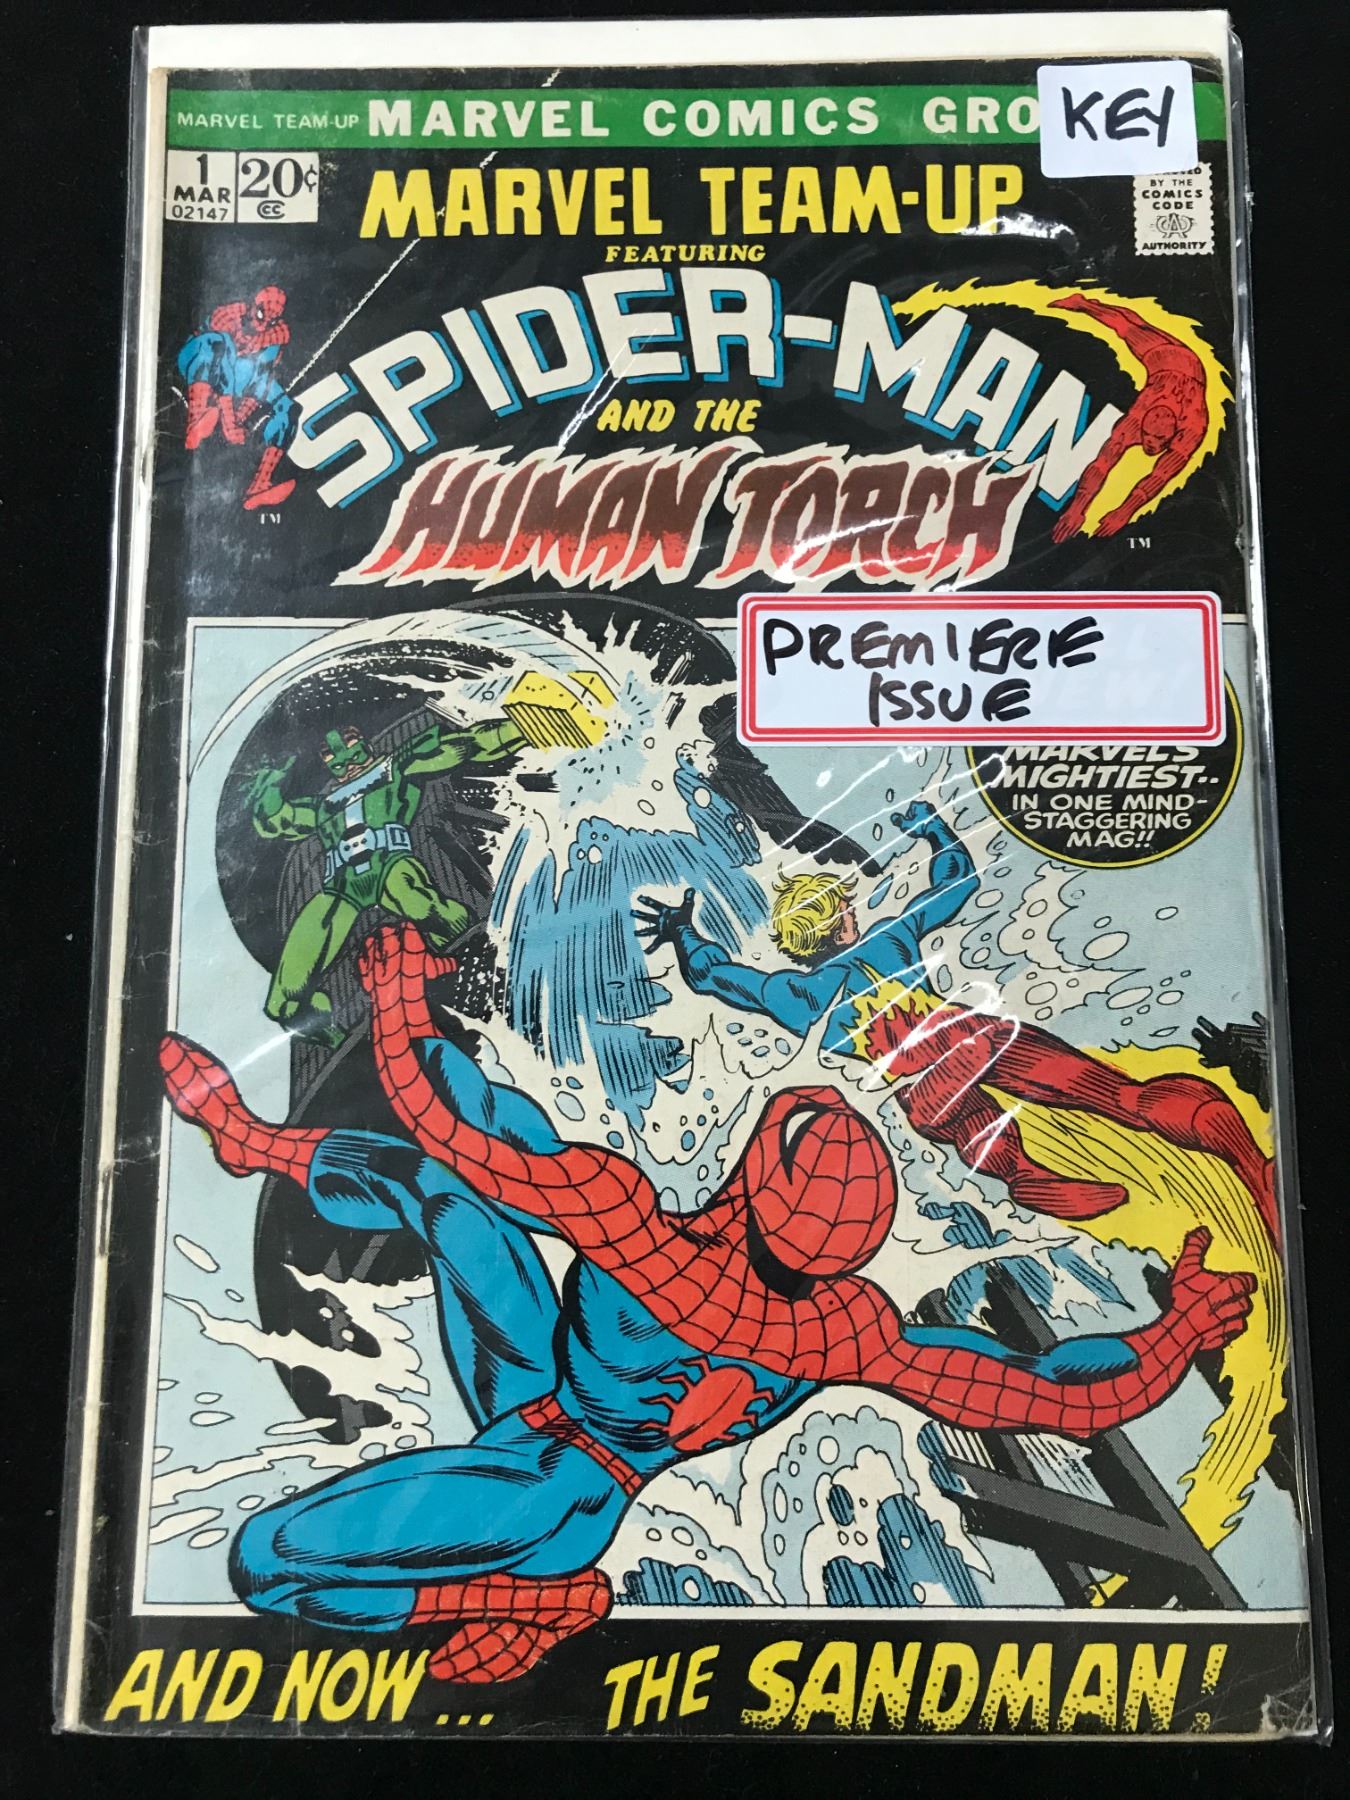 MARVEL TEAM-UP MARVEL COMICS GRO
KEY
1
MAR
02147
20¢
CC
MARVEL TEAM-UP
BY THE
COMICS
CODE
AUTHORITY
FEATURING
SPIDER-MAN
AND THE
HUMAN TORCH
TM
TM
PREMIERE
ISSUE
MARVEL'S
MIGHTIEST..
IN ONE MIND-
STAGGERING
MAG!!
AND NOW... THE SANDMAN!